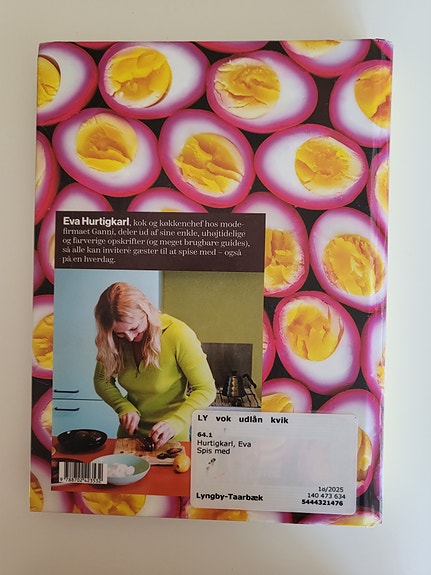 Eva Hurtigkarl, kok og køkkenchef hos mode-
firmaet Ganni, deler ud af sine enkle, uhøjtidelige
og farverige opskrifter (og meget brugbare guides),
så alle kan invitere gæster til at spise med – også
på en hverdag.
LY vok udlån kvik
64.1
Hurtigkarl, Eva
Spis med
1ø/2025
140 473 634
Lyngby-Taarbæk
5444321476